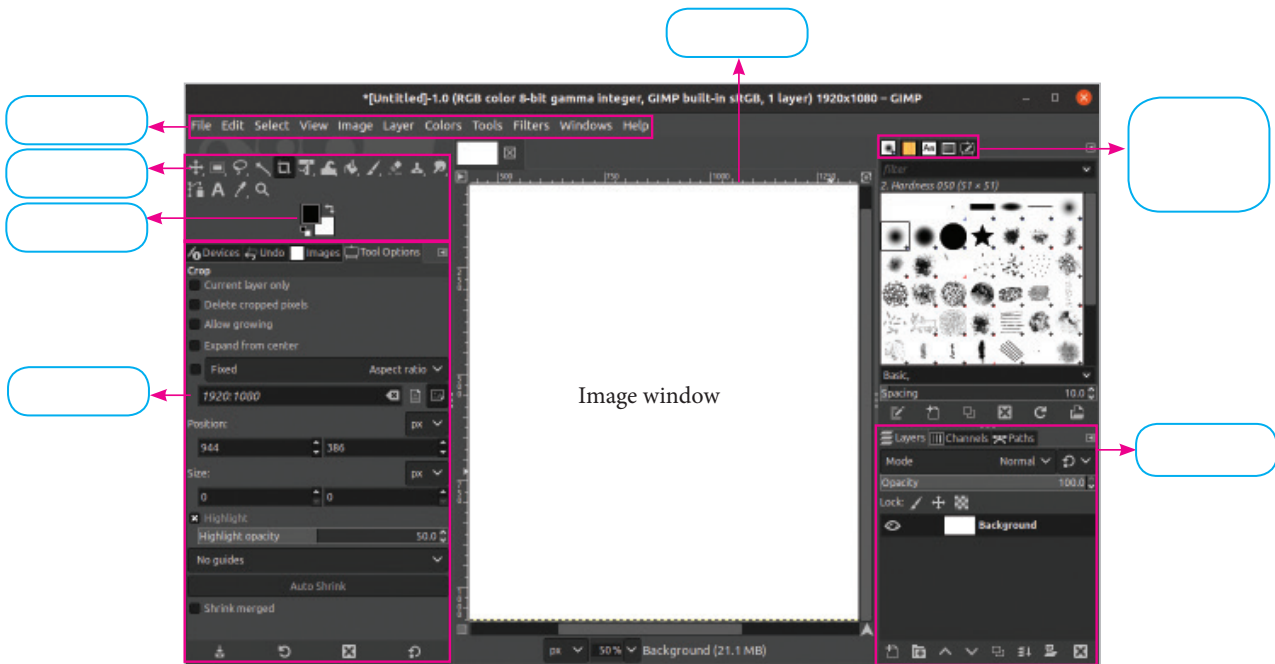 *[Untitled]-1.0 (RGB color 8-bit gamma integer, GIMP built-in sRGB, 1 layer) 1920x1080 – GIMP
File Edit Select View Image Layer Colors Tools Filters Windows Help
Aa
A
500 750 1000 1250
filter
2. Hardness 050 (51 × 51)
Devices Undo Images Tool Options
Crop
Current layer only
Delete cropped pixels
Allow growing
Expand from center
Fixed Aspect ratio
1920:1080
Position: px
944 386
Size: px
0 0
Highlight
Highlight opacity 50.0
No guides
Auto Shrink
Shrink merged
Image window
px 50% Background (21.1 MB)
Basic,
Spacing 10.0
Layers Channels Paths
Mode Normal
Opacity 100.0
Lock:
Background